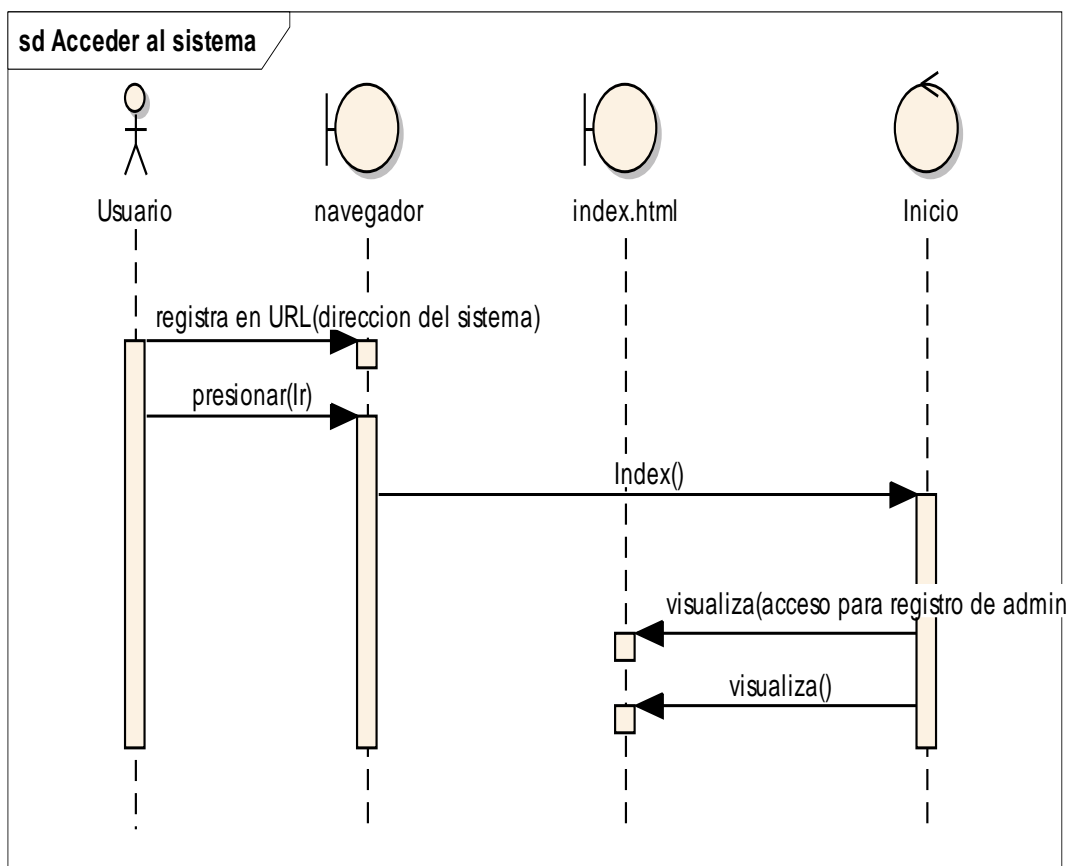 sd Acceder al sistema
Usuario
navegador
index.html
Inicio
registra en URL(direccion del sistema)
presionar(Ir)
Index()
visualiza(acceso para registro de admin
visualiza()